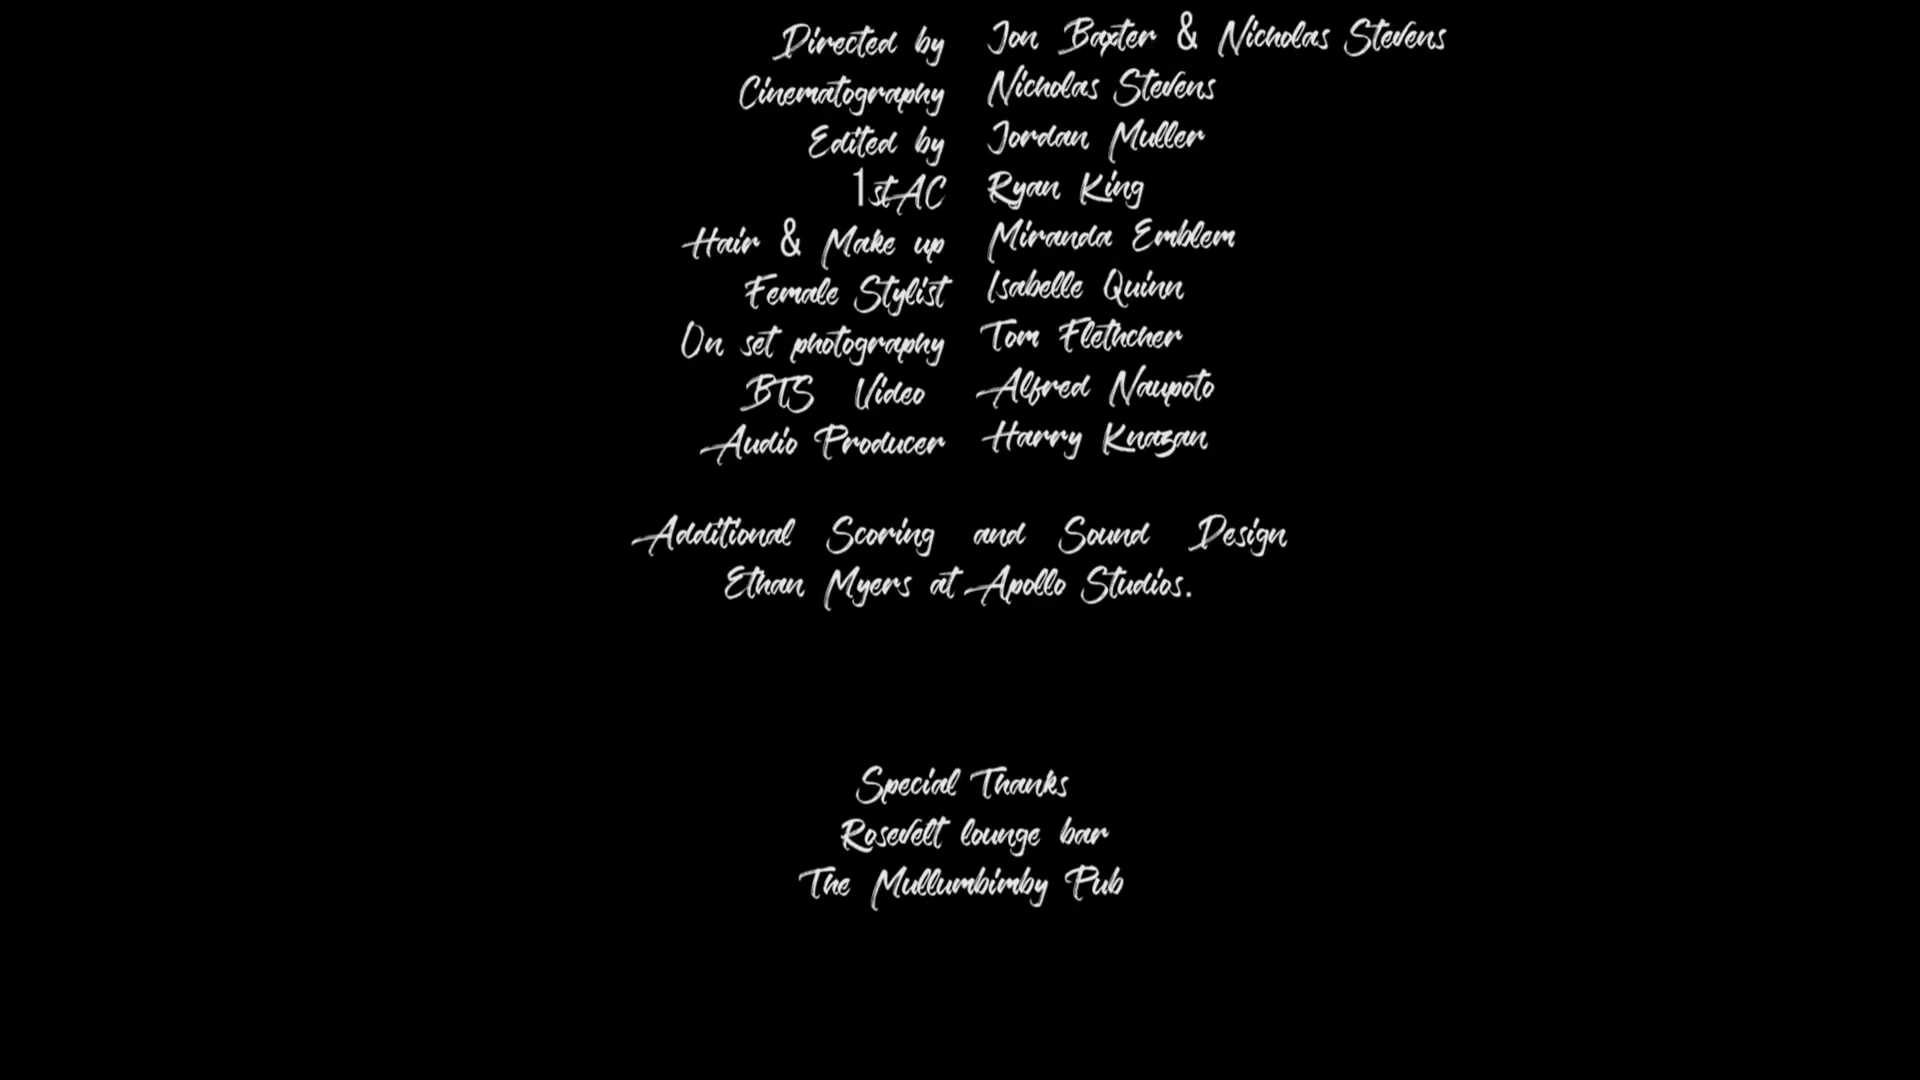 Directed by Jon Baxter & Nicholas Stevens
Cinematography Nicholas Stevens
Edited by Jordan Muller
1stAC Ryan King
Hair & Make up Miranda Emblem
Female Stylist Isabelle Quinn
On set photography Tom Flethcher
BTS Video Alfred Naupoto
Audio Producer Harry Knazan
Additional Scoring and Sound Design
Ethan Myers at Apollo Studios.
Special Thanks
Rosevelt lounge bar
The Mullumbimby Pub